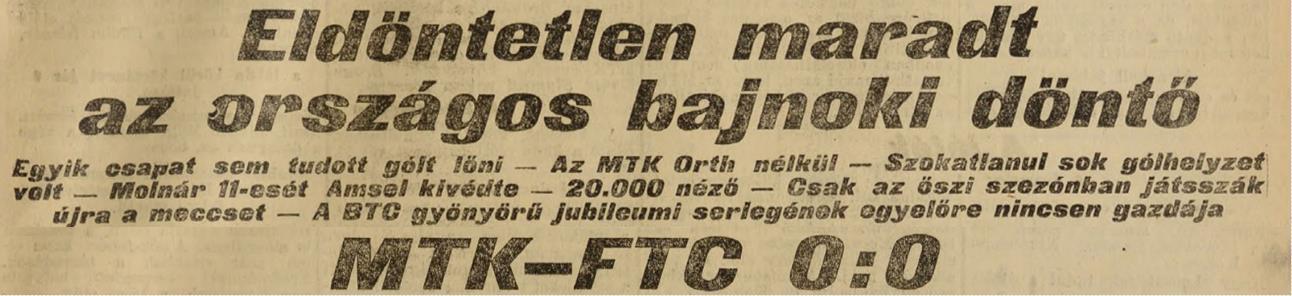 Eldöntetlen maradt
az országos bajnoki döntő
Egyik csapat sem tudott gólt lőni — Az MTK Orth nélkül — Szokatlanul sok gólhelyzet
volt — Molnár 11-esét Amsel kivédte — 20.000 néző — Csak az őszi szezónban játsszák
újra a meccset — A BTC gyönyörű jubileumi serlegének egyelőre nincsen gazdája
MTK—FTC 0:0